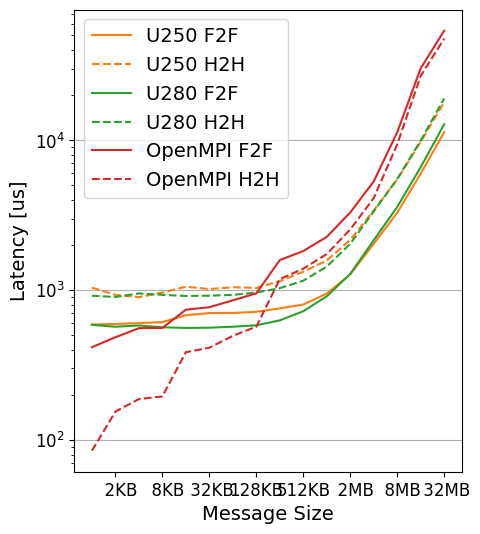 U250 F2F
U250 H2H
U280 F2F
U280 H2H
OpenMPI F2F
OpenMPI H2H
10^4
10^3
10^2
Latency [us]
2KB 8KB 32KB 128KB 512KB 2MB 8MB 32MB
Message Size